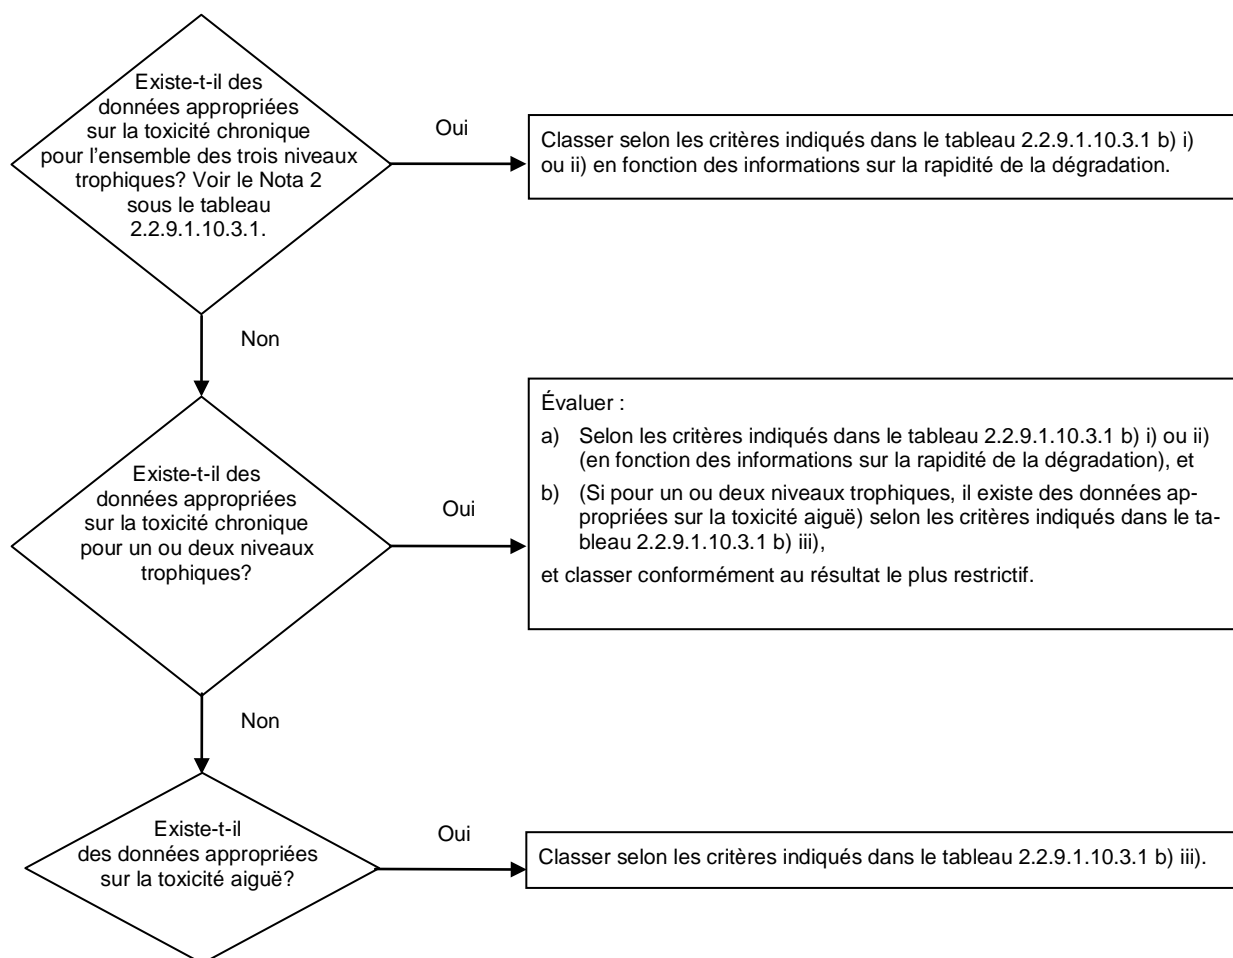 Existe-t-il des
données appropriées
sur la toxicité chronique
pour l'ensemble des trois niveaux
trophiques? Voir le Nota 2
sous le tableau
2.2.9.1.10.3.1.
Oui
Classer selon les critères indiqués dans le tableau 2.2.9.1.10.3.1 b) i)
ou ii) en fonction des informations sur la rapidité de la dégradation.
Non
Existe-t-il des
données appropriées
sur la toxicité chronique
pour un ou deux niveaux
trophiques?
Oui
Évaluer :
a) Selon les critères indiqués dans le tableau 2.2.9.1.10.3.1 b) i) ou ii)
(en fonction des informations sur la rapidité de la dégradation), et
b) (Si pour un ou deux niveaux trophiques, il existe des données ap-
propriées sur la toxicité aiguë) selon les critères indiqués dans le ta-
bleau 2.2.9.1.10.3.1 b) iii),
et classer conformément au résultat le plus restrictif.
Non
Existe-t-il
des données appropriées
sur la toxicité aiguë?
Oui
Classer selon les critères indiqués dans le tableau 2.2.9.1.10.3.1 b) iii).